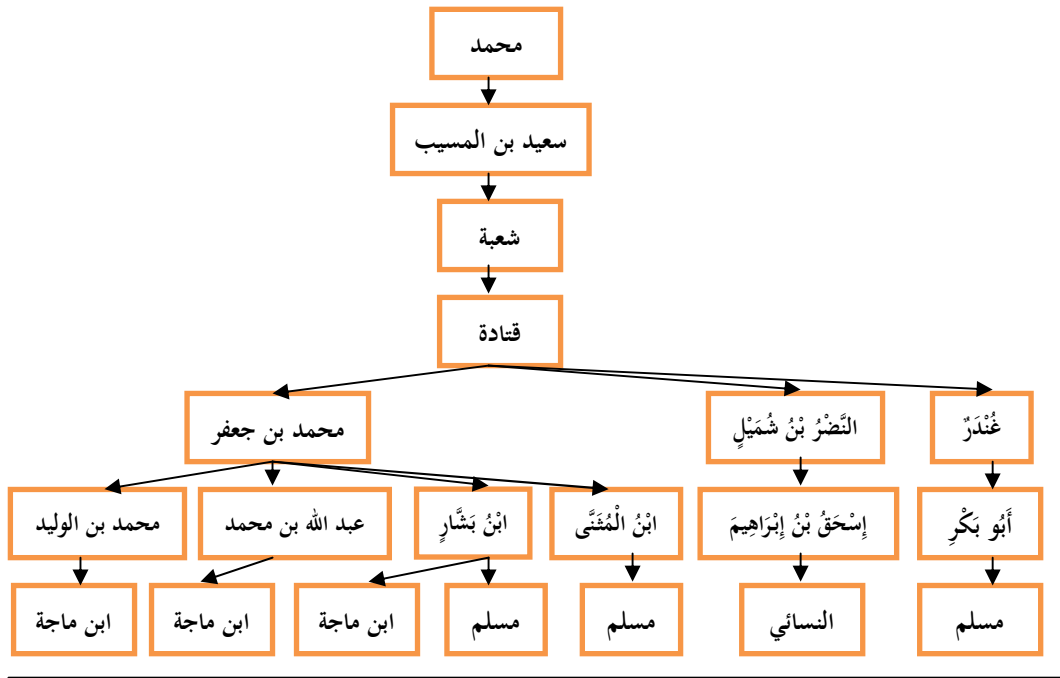 محمد
سعيد بن المسيب
شعبة
قتادة
غُنْدَرٌ
النَّضْرُ بْنُ شُمَيْلٍ
محمد بن جعفر
أَبُو بَكْرِ
إِسْحَقُ بْنُ إِبْرَاهِيمَ
ابْنُ الْمُثَنَّى
ابْنُ بَشَّارٍ
عبد الله بن محمد
محمد بن الوليد
مسلم
النسائي
مسلم
مسلم
ابن ماجة
ابن ماجة
ابن ماجة